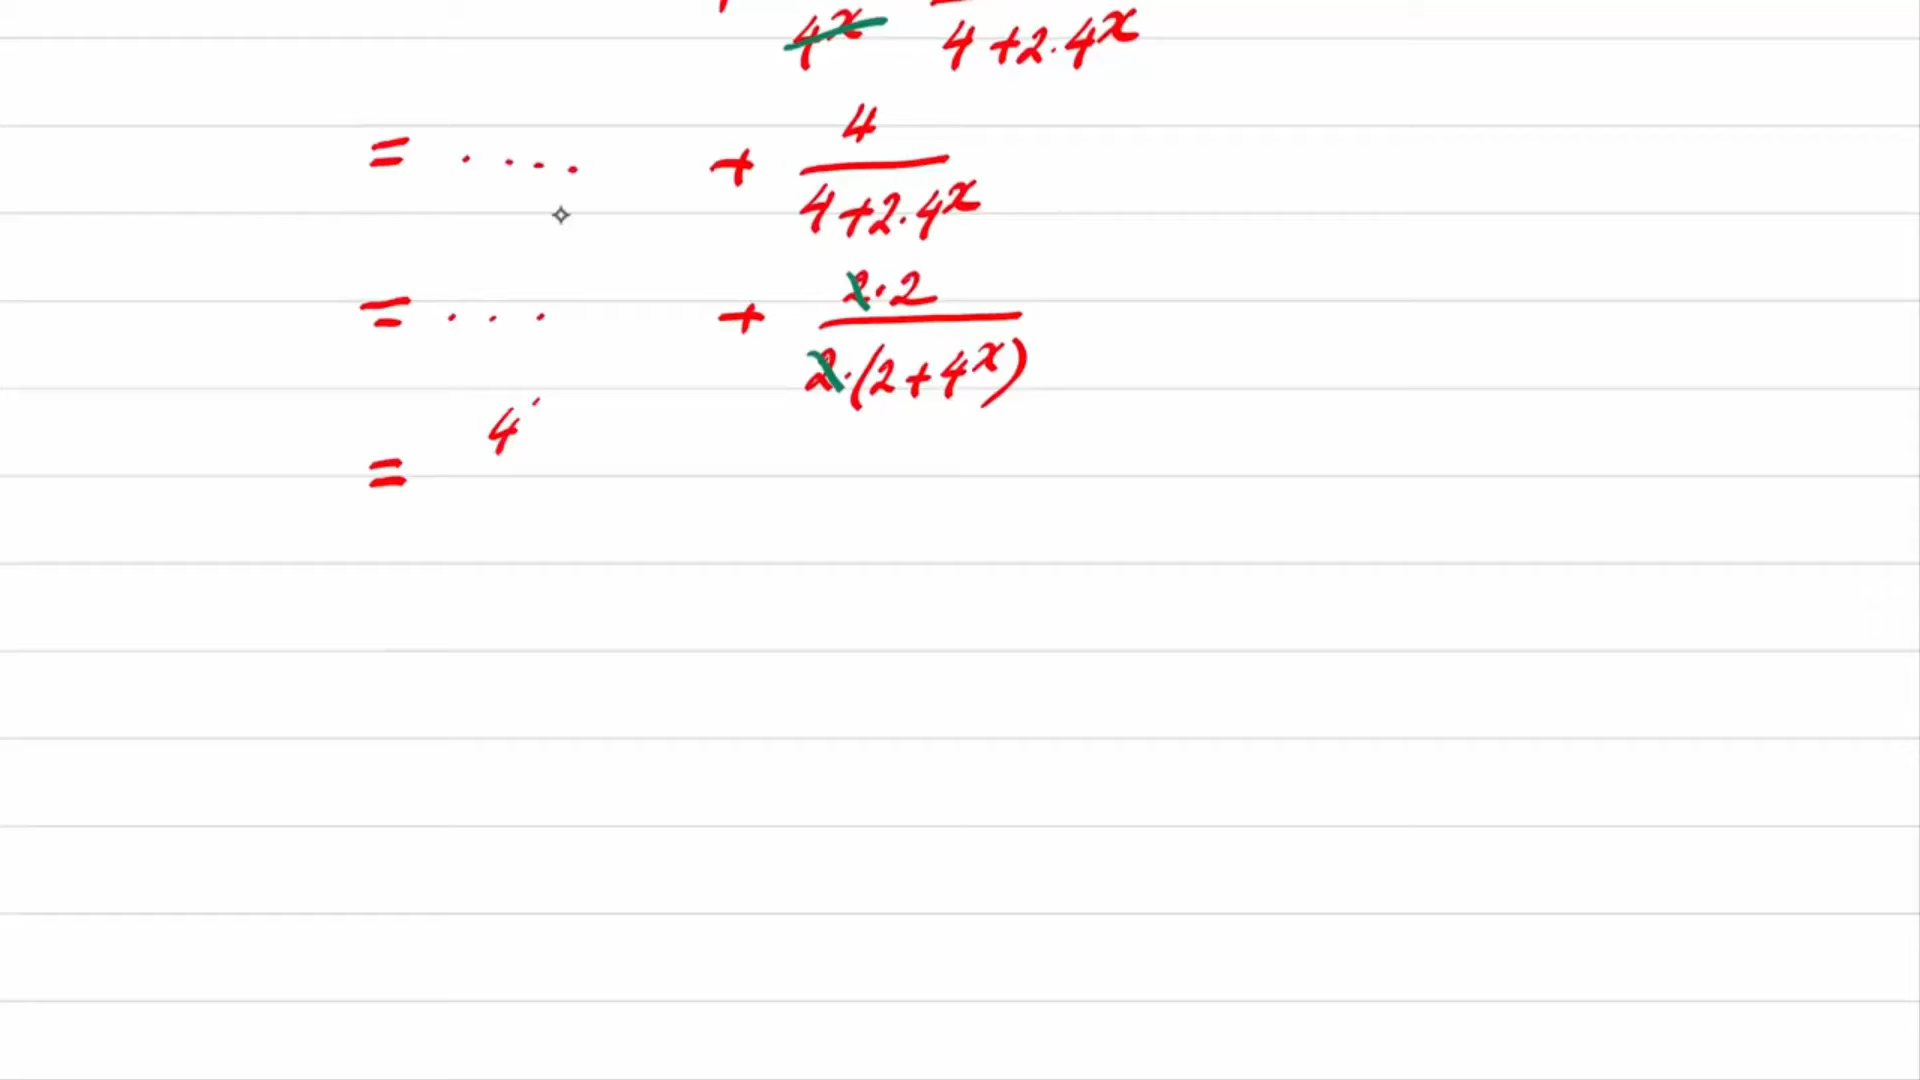 4^x 4+2·4^x
= .... + 4/(4+2·4^x)
= ... + (2·2)/(2·(2+4^x))
= 4